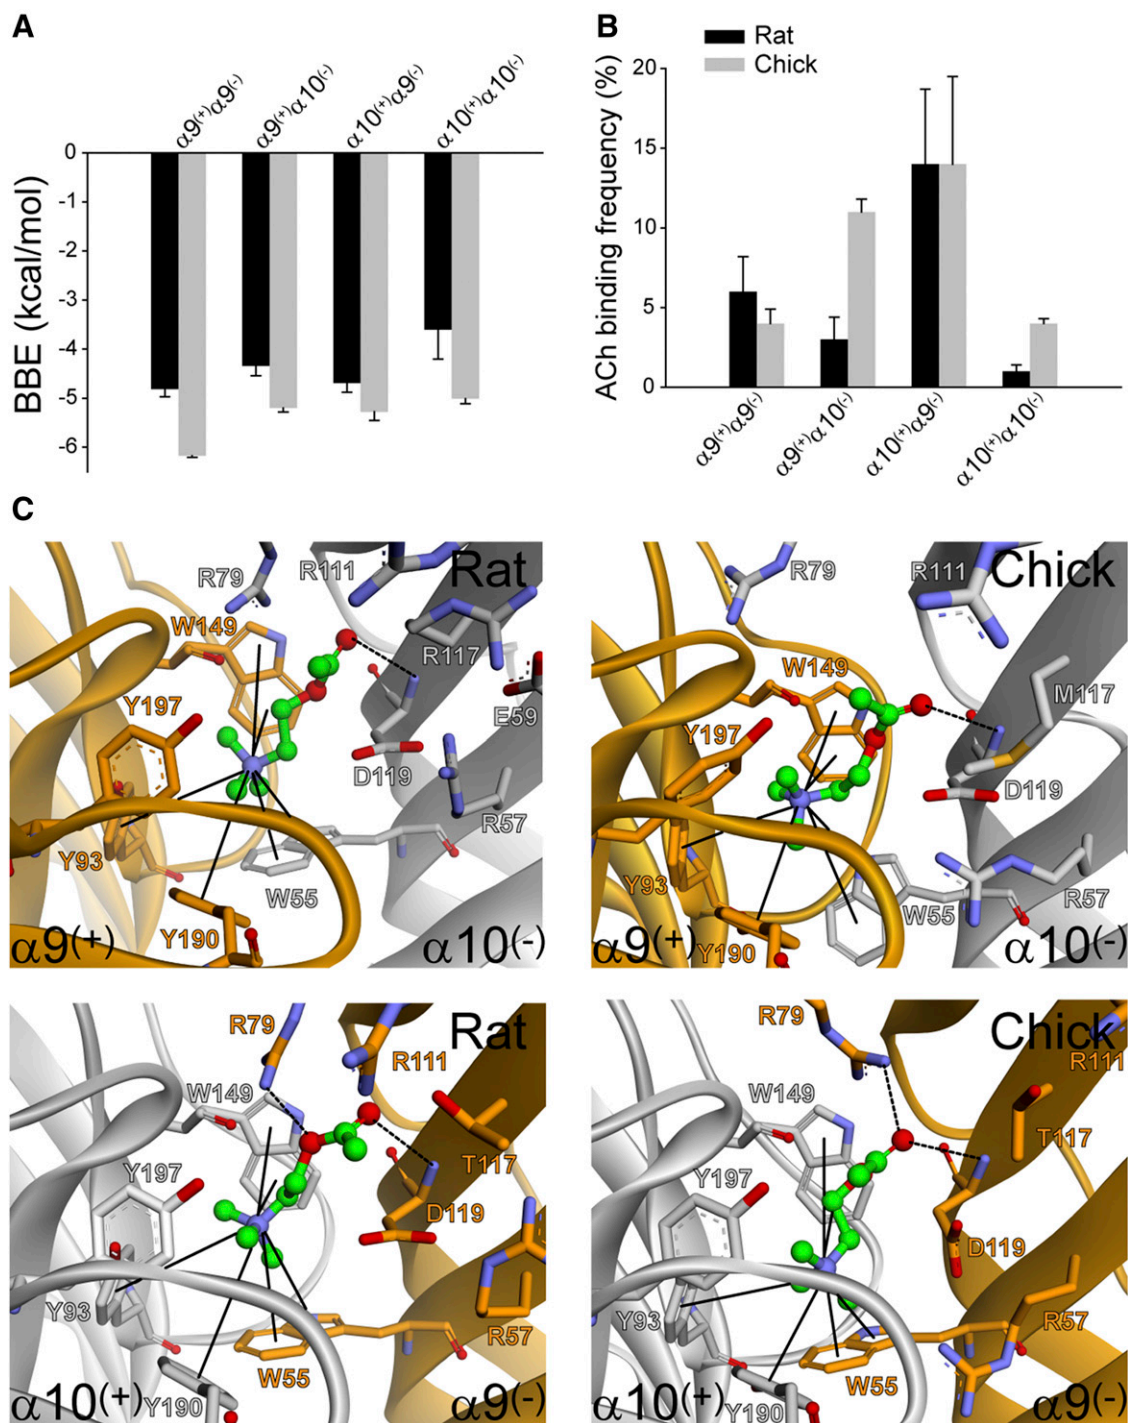 A
α9(+)α9(-)
α9(+)α10(-)
α10(+)α9(-)
α10(+)α10(-)
0
-1
-2
-3
-4
-5
-6
BBE (kcal/mol)
B
Rat
Chick
20
15
10
5
0
ACh binding frequency (%)
α9(+)α9(-)
α9(+)α10(-)
α10(+)α9(-)
α10(+)α10(-)
C
R79
R111
Rat
W149
R117
Y197
E59
D119
R57
Y93
W55
Y190
α9(+)
α10(-)
R79
R111
Chick
W149
M117
Y197
D119
Y93
R57
W55
Y190
α9(+)
α10(-)
R79
Rat
R111
W149
T117
Y197
D119
Y93
R57
W55
Y190
α10(+)
α9(-)
R79
Chick
R111
W149
T117
Y197
D119
Y93
R57
W55
Y190
α10(+)
α9(-)